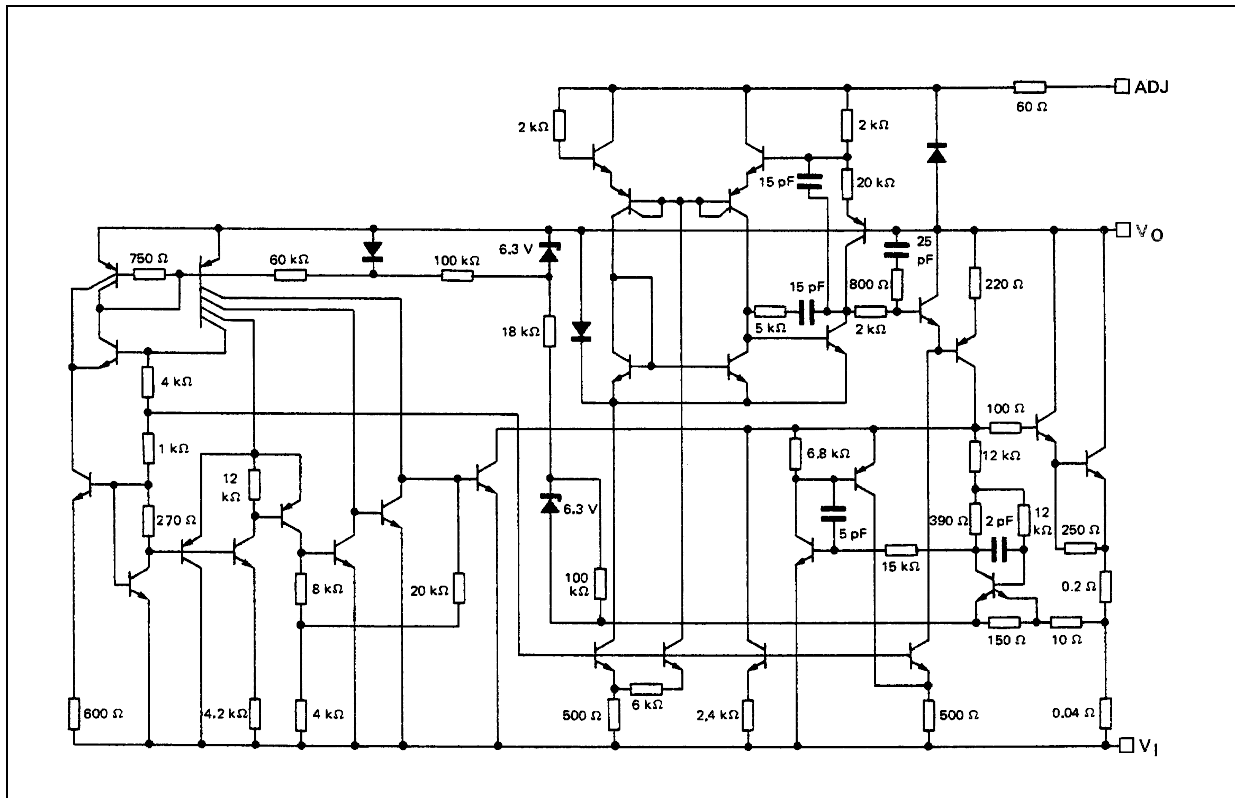 ADJ
60 Ω
2 kΩ
2 kΩ
15 pF
20 kΩ
VO
6.3 V
25
pF
750 Ω
60 kΩ
100 kΩ
15 pF
800 Ω
220 Ω
18 kΩ
5 kΩ
2 kΩ
4 kΩ
100 Ω
1 kΩ
6.8 kΩ
12 kΩ
12
kΩ
6.3 V
270 Ω
5 pF
390 Ω
2 pF
12
kΩ
250 Ω
15 kΩ
8 kΩ
20 kΩ
100
kΩ
0.2 Ω
150 Ω
10 Ω
6 kΩ
600 Ω
4.2 kΩ
4 kΩ
500 Ω
2,4 kΩ
500 Ω
0.04 Ω
VI